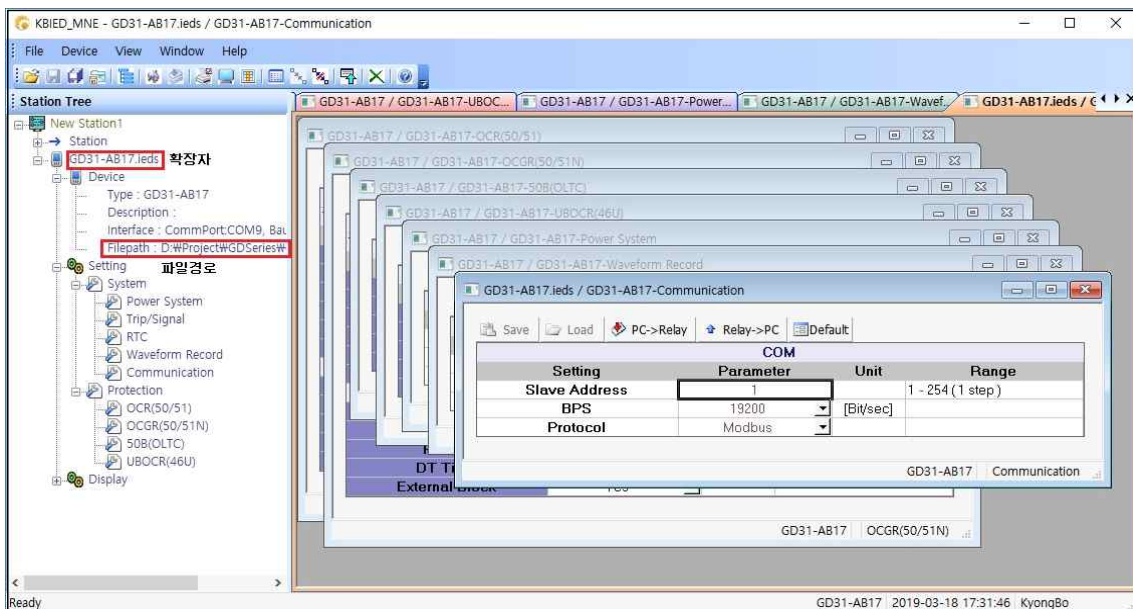 KBIED_MNE - GD31-AB17.ieds / GD31-AB17-Communication
File Device View Window Help
Station Tree
GD31-AB17 / GD31-AB17-UBOC...
GD31-AB17 / GD31-AB17-Power...
GD31-AB17 / GD31-AB17-Wavef...
GD31-AB17.ieds / G
New Station1
Station
GD31-AB17.ieds 확장자
Device
Type : GD31-AB17
Description :
Interface : CommPort:COM9, Bau
Filepath : D:₩Project₩GDSeries₩
Setting 파일경로
System
Power System
Trip/Signal
RTC
Waveform Record
Communication
Protection
OCR(50/51)
OCGR(50/51N)
50B(OLTC)
UBOCR(46U)
Display
GD31-AB17 / GD31-AB17-OCR(50/51)
GD31-AB17 / GD31-AB17-OCGR(50/51N)
GD31-AB17 / GD31-AB17-50B(OLTC)
GD31-AB17 / GD31-AB17-UBOCR(46U)
GD31-AB17 / GD31-AB17-Power System
GD31-AB17 / GD31-AB17-Waveform Record
GD31-AB17.ieds / GD31-AB17-Communication
Save Load PC->Relay Relay->PC Default
COM
Setting Parameter Unit Range
Slave Address 1 1 - 254 ( 1 step )
BPS 19200 [Bit/sec]
Protocol Modbus
GD31-AB17 Communication
DT Ti
External
GD31-AB17 OCGR(50/51N)
Ready
GD31-AB17 2019-03-18 17:31:46 KyongBo